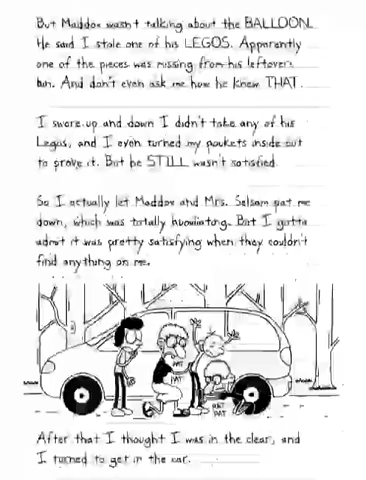 But Maddox wasn't talking about the BALLOON.
He said I stole one of his LEGOS. Apparently
one of the pieces was missing from his leftovers
bin. And don't even ask me how he knew THAT.
I swore up and down I didn't take any of his
Legos, and I even turned my pockets inside out
to prove it. But he STILL wasn't satisfied.
So I actually let Maddox and Mrs. Selsam pat me
down, which was totally humiliating. But I gotta
admit it was pretty satisfying when they couldn't
find anything on me.
PAT
PAT
PAT
PAT
After that I thought I was in the clear, and
I turned to get in the car.